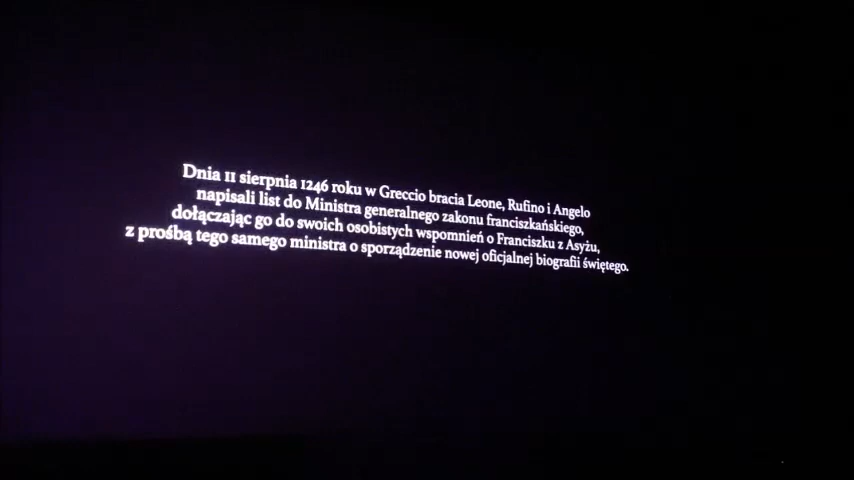 Dnia 11 sierpnia 1246 roku w Greccio bracia Leone, Rufino i Angelo
napisali list do Ministra generalnego zakonu franciszkańskiego,
dołączając go do swoich osobistych wspomnień o Franciszku z Asyżu,
z prośbą tego samego ministra o sporządzenie nowej oficjalnej biografii świętego.